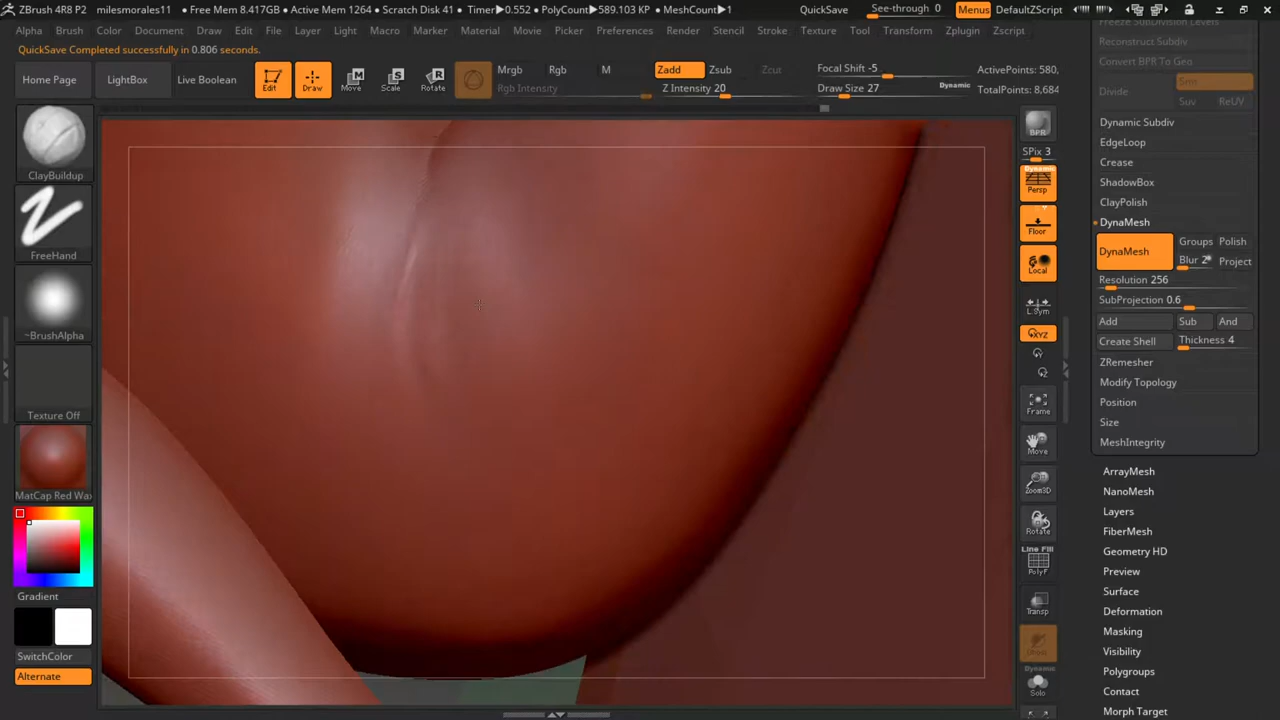 ZBrush 4R8 P2 milesmorales11 ● Free Mem 8.417GB ● Active Mem 1264 ● Scratch Disk 41 ● Timer▶0.552 ● PolyCount▶589.103 KP ● MeshCount▶1 QuickSave See-through 0 Menus DefaultZScript
Alpha Brush Color Document Draw Edit File Layer Light Macro Marker Material Movie Picker Preferences Render Stencil Stroke Texture Tool Transform Zplugin Zscript
QuickSave Completed successfully in 0.806 seconds.
Home Page LightBox Live Boolean Edit Draw Move Scale Rotate
Mrgb Rgb M Zadd Zsub Zcut
Rgb Intensity Z Intensity 20
Focal Shift -5
Draw Size 27 Dynamic
ActivePoints: 580,
TotalPoints: 8,684
ClayBuildup
FreeHand
~BrushAlpha
Texture Off
MatCap Red Wax
Gradient
SwitchColor
Alternate
BPR
SPix 3
Dynamic
Persp
Floor
Local
L.Sym
XYZ
Frame
Move
Zoom3D
Rotate
Line Fill
PolyF
Transp
Dynamic
Solo
Freeze SubDivision Levels
Reconstruct Subdiv
Convert BPR To Geo
Divide Smt
Suv ReUV
Dynamic Subdiv
EdgeLoop
Crease
ShadowBox
ClayPolish
DynaMesh
DynaMesh Groups Polish
Blur 2 Project
Resolution 256
SubProjection 0.6
Add Sub And
Create Shell Thickness 4
ZRemesher
Modify Topology
Position
Size
MeshIntegrity
ArrayMesh
NanoMesh
Layers
FiberMesh
Geometry HD
Preview
Surface
Deformation
Masking
Visibility
Polygroups
Contact
Morph Target